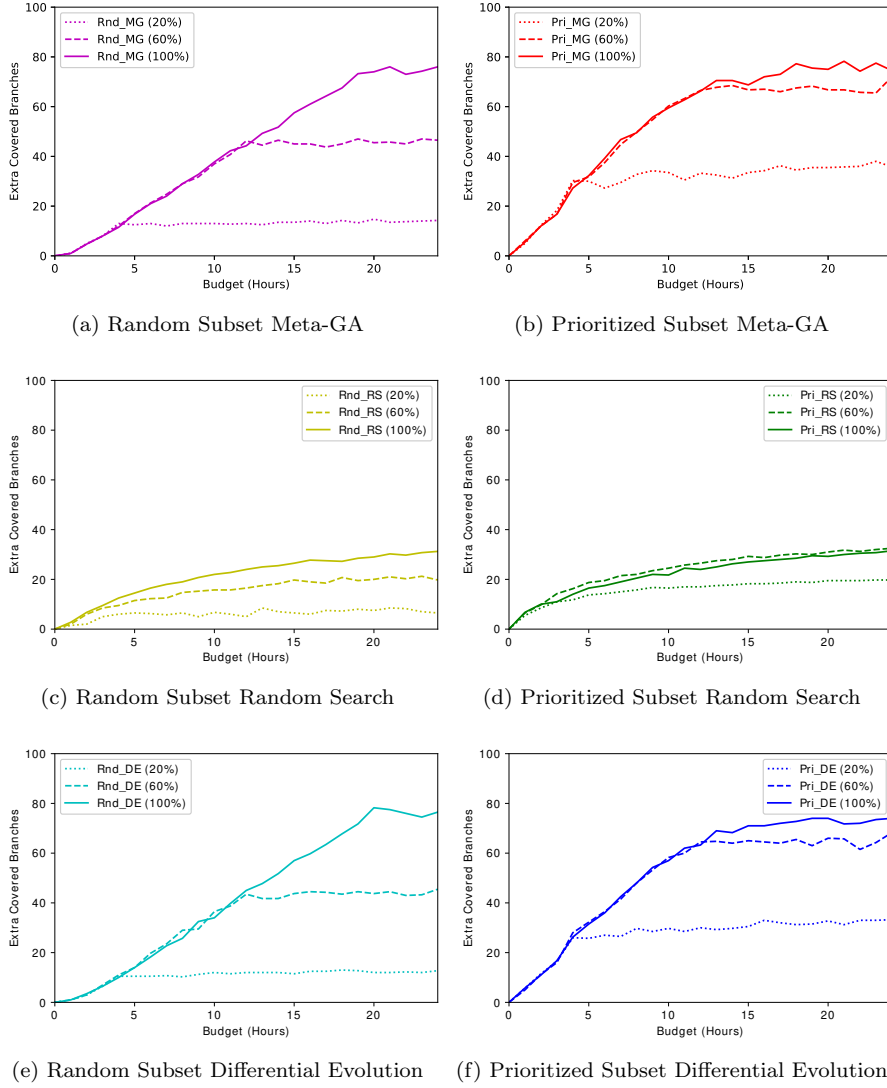 100
80
60
40
20
0
Extra Covered Branches
Rnd_MG (20%)
Rnd_MG (60%)
Rnd_MG (100%)
0 5 10 15 20
Budget (Hours)
(a) Random Subset Meta-GA
100
80
60
40
20
0
Extra Covered Branches
Pri_MG (20%)
Pri_MG (60%)
Pri_MG (100%)
0 5 10 15 20
Budget (Hours)
(b) Prioritized Subset Meta-GA
100
80
60
40
20
0
Extra Covered Branches
Rnd_RS (20%)
Rnd_RS (60%)
Rnd_RS (100%)
0 5 10 15 20
Budget (Hours)
(c) Random Subset Random Search
100
80
60
40
20
0
Extra Covered Branches
Pri_RS (20%)
Pri_RS (60%)
Pri_RS (100%)
0 5 10 15 20
Budget (Hours)
(d) Prioritized Subset Random Search
100
80
60
40
20
0
Extra Covered Branches
Rnd_DE (20%)
Rnd_DE (60%)
Rnd_DE (100%)
0 5 10 15 20
Budget (Hours)
(e) Random Subset Differential Evolution
100
80
60
40
20
0
Extra Covered Branches
Pri_DE (20%)
Pri_DE (60%)
Pri_DE (100%)
0 5 10 15 20
Budget (Hours)
(f) Prioritized Subset Differential Evolution